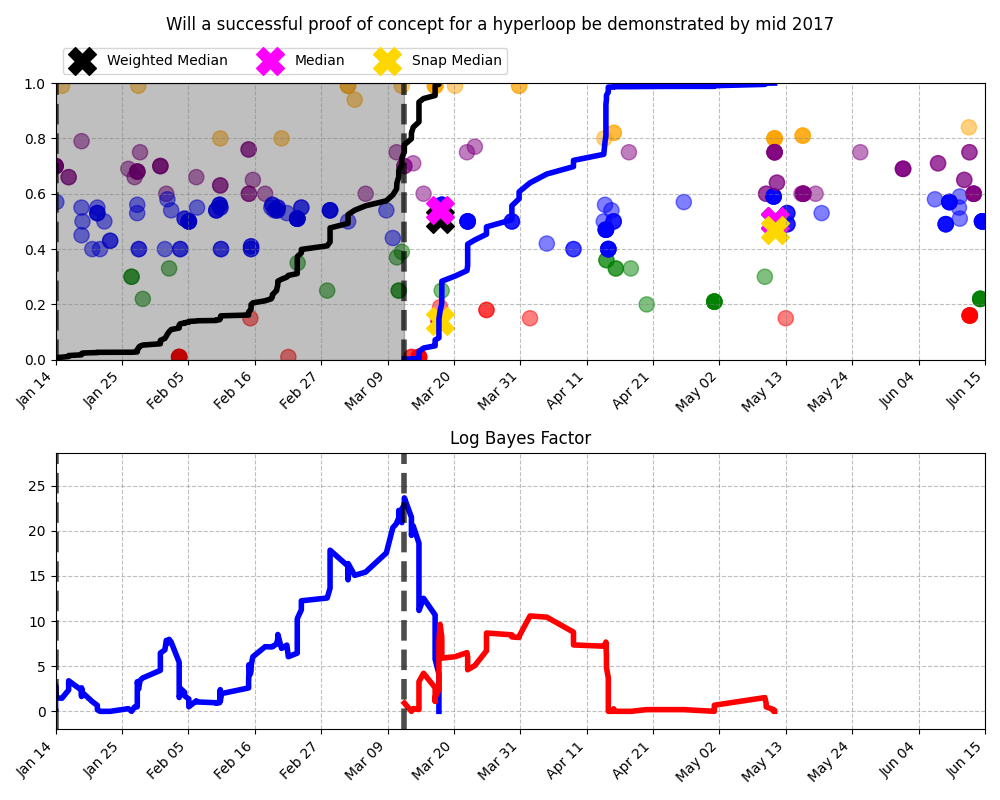 Will a successful proof of concept for a hyperloop be demonstrated by mid 2017
Weighted Median Median Snap Median
1.0
0.8
0.6
0.4
0.2
0.0
Jan 14 Jan 25 Feb 05 Feb 16 Feb 27 Mar 09 Mar 20 Mar 31 Apr 11 Apr 21 May 02 May 13 May 24 Jun 04 Jun 15
Log Bayes Factor
25
20
15
10
5
0
Jan 14 Jan 25 Feb 05 Feb 16 Feb 27 Mar 09 Mar 20 Mar 31 Apr 11 Apr 21 May 02 May 13 May 24 Jun 04 Jun 15